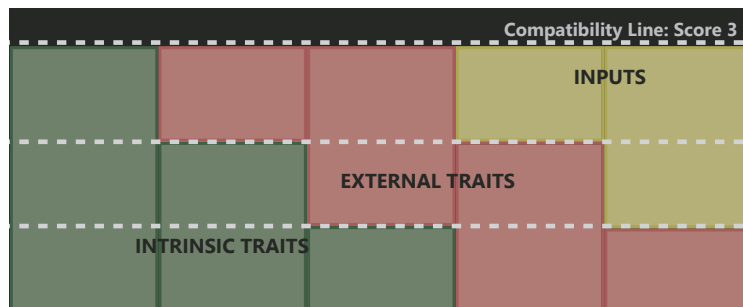 Compatibility Line: Score 3
INPUTS
EXTERNAL TRAITS
INTRINSIC TRAITS